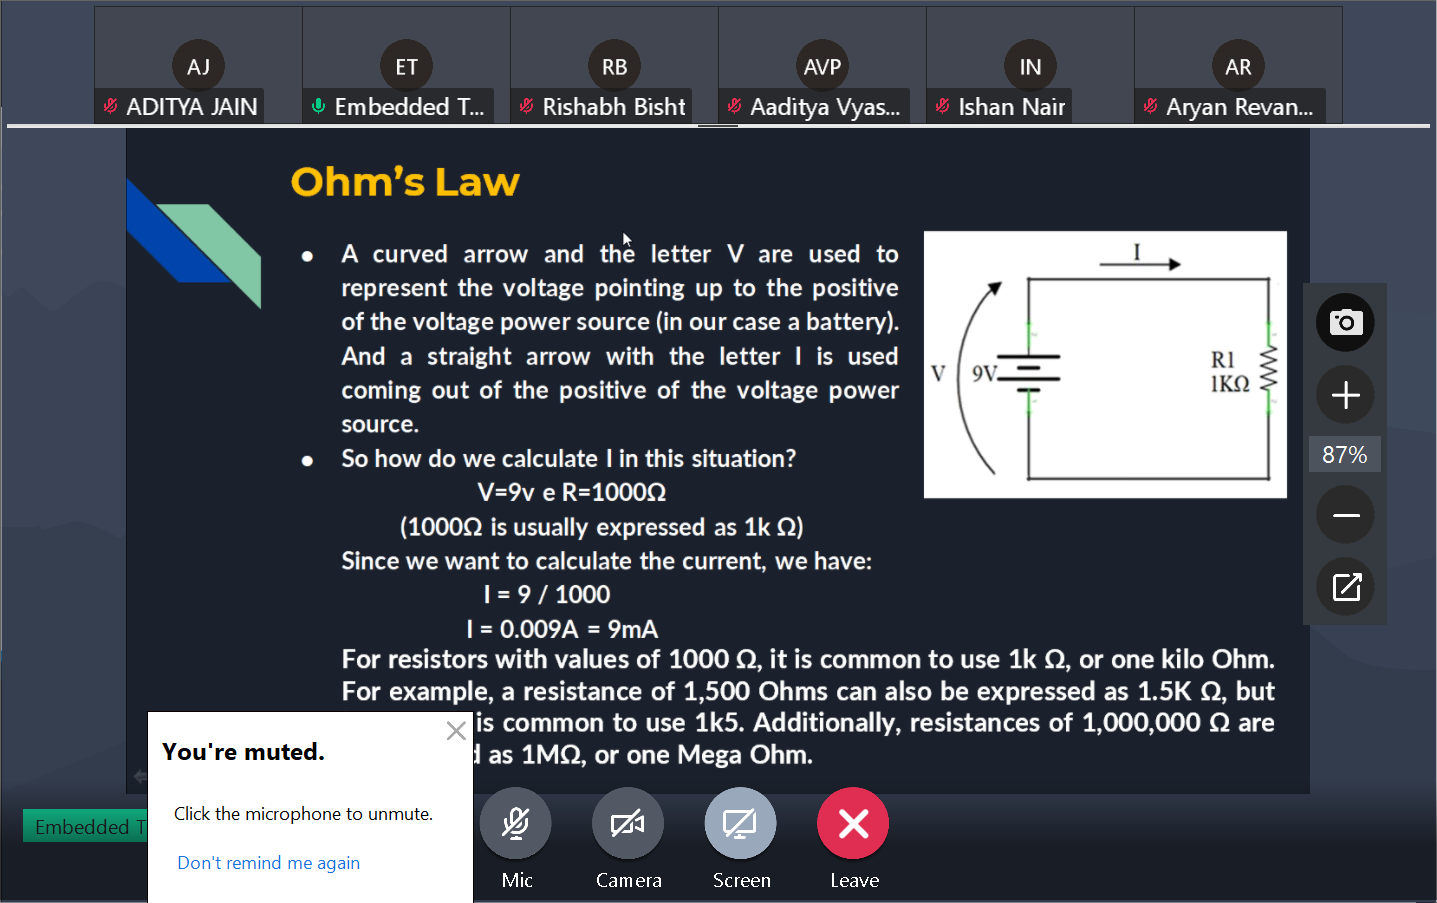 AJ
ET
RB
AVP
IN
AR
ADITYA JAIN
Embedded T...
Rishabh Bisht
Aaditya Vyas...
Ishan Nair
Aryan Revan...
Ohm's Law
A curved arrow and the letter V are used to
represent the voltage pointing up to the positive
of the voltage power source (in our case a battery).
And a straight arrow with the letter I is used
coming out of the positive of the voltage power
source.
So how do we calculate I in this situation?
V=9v e R=1000Ω
(1000Ω is usually expressed as 1k Ω)
Since we want to calculate the current, we have:
I = 9 / 1000
I = 0.009A = 9mA
For resistors with values of 1000 Ω, it is common to use 1k Ω, or one kilo Ohm.
For example, a resistance of 1,500 Ohms can also be expressed as 1.5K Ω, but
is common to use 1k5. Additionally, resistances of 1,000,000 Ω are
as 1MΩ, or one Mega Ohm.
I
V
9V
R1
1KΩ
87%
You're muted.
Click the microphone to unmute.
Don't remind me again
Embedded T
Mic
Camera
Screen
Leave